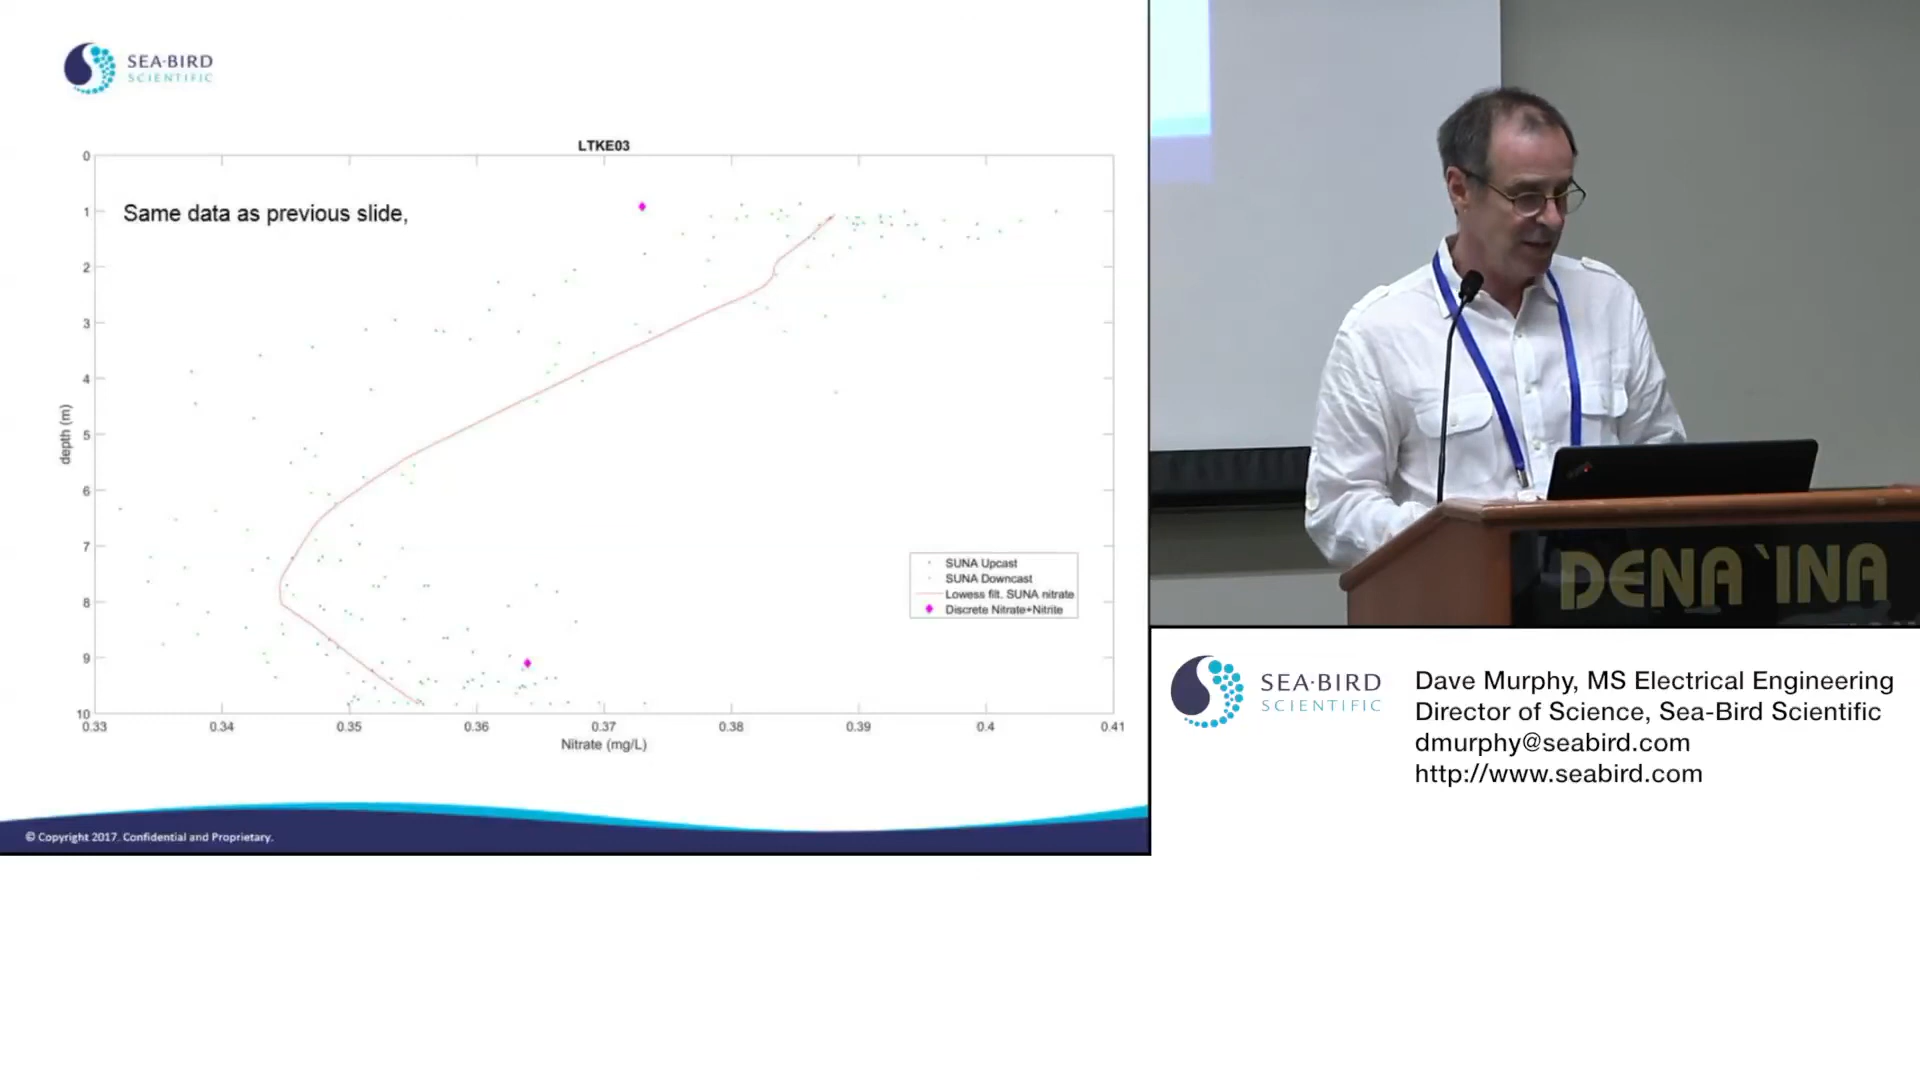 SEA·BIRD
SCIENTIFIC
LTKE03
Same data as previous slide,
0
1
2
3
4
5
6
7
8
9
10
depth (m)
0.33
0.34
0.35
0.36
0.37
0.38
0.39
0.4
0.41
Nitrate (mg/L)
SUNA Upcast
SUNA Downcast
Lowess filt. SUNA nitrate
Discrete Nitrate+Nitrite
© Copyright 2017. Confidential and Proprietary.
DENA`INA
SEA·BIRD
SCIENTIFIC
Dave Murphy, MS Electrical Engineering
Director of Science, Sea-Bird Scientific
dmurphy@seabird.com
http://www.seabird.com